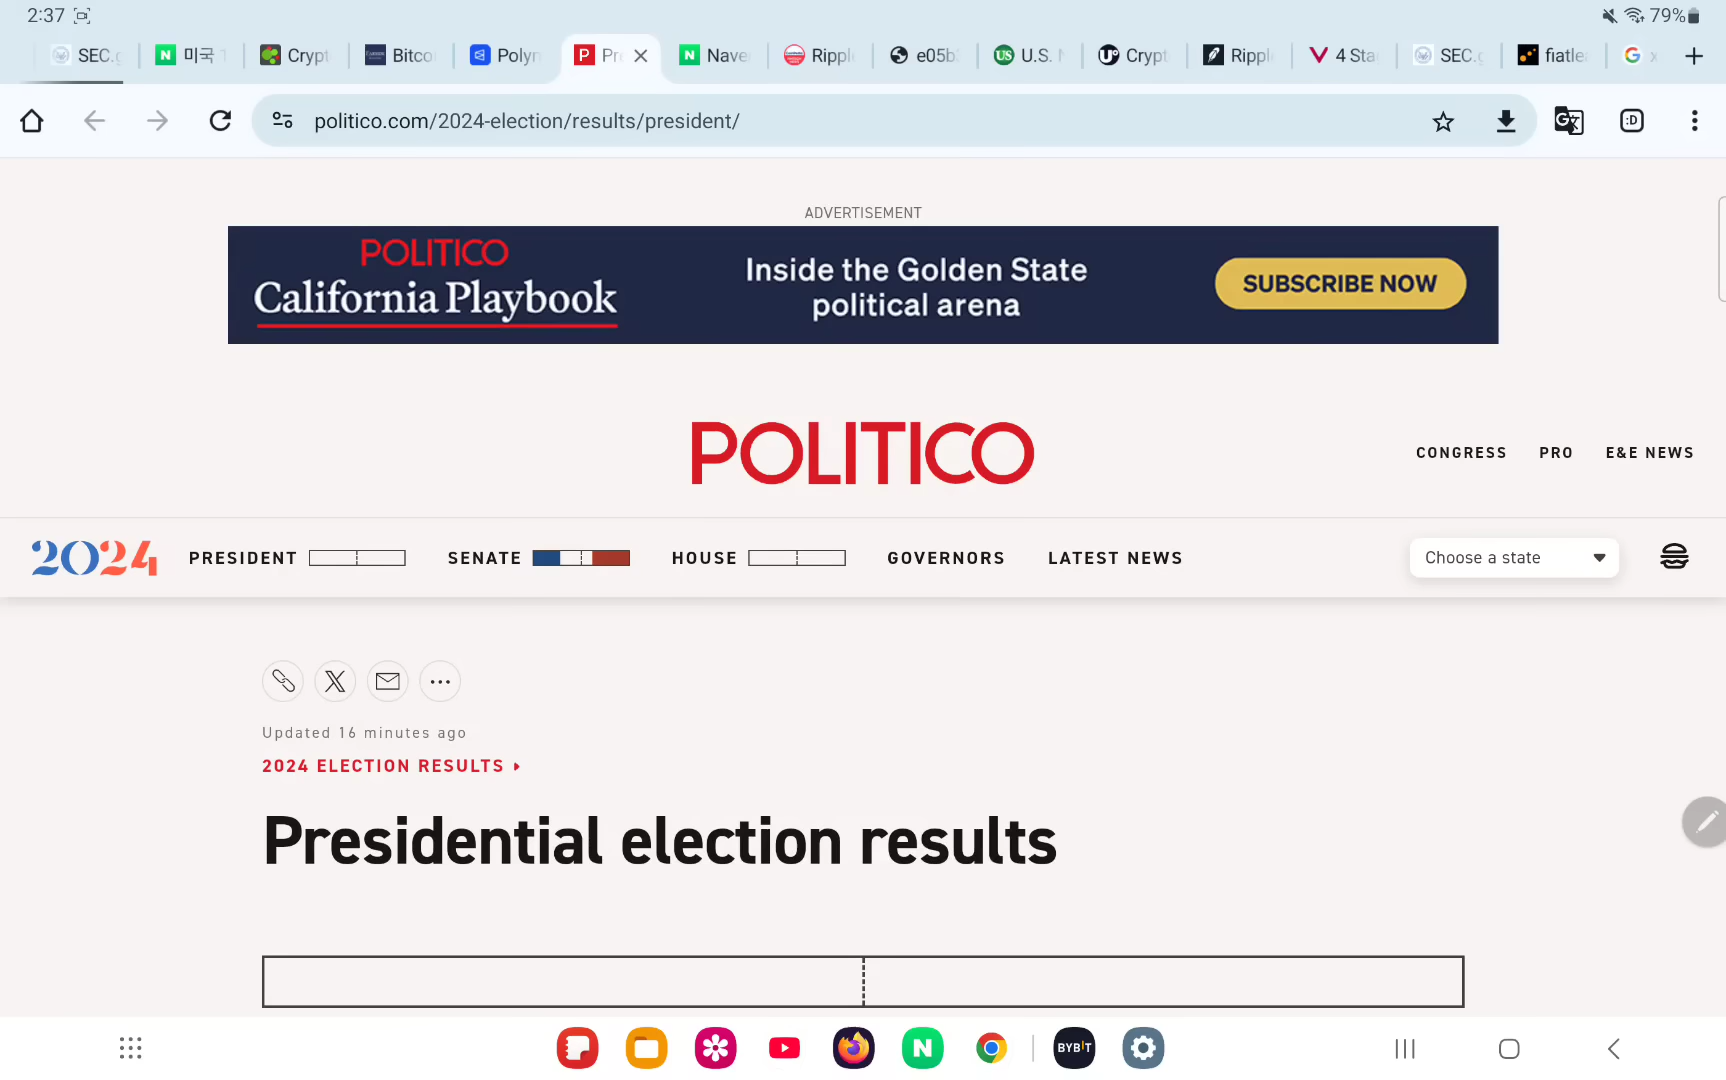 2:37 79%
SEC.g 미국 Crypt Bitco Polyn Pr Nave Ripple e05b U.S. Crypt Rippl 4 Sta SEC.g fiatle
politico.com/2024-election/results/president/
ADVERTISEMENT
POLITICO
California Playbook
Inside the Golden State
political arena
SUBSCRIBE NOW
POLITICO
CONGRESS PRO E&E NEWS
2024 PRESIDENT SENATE HOUSE GOVERNORS LATEST NEWS Choose a state
Updated 16 minutes ago
2024 ELECTION RESULTS
Presidential election results
BYBIT